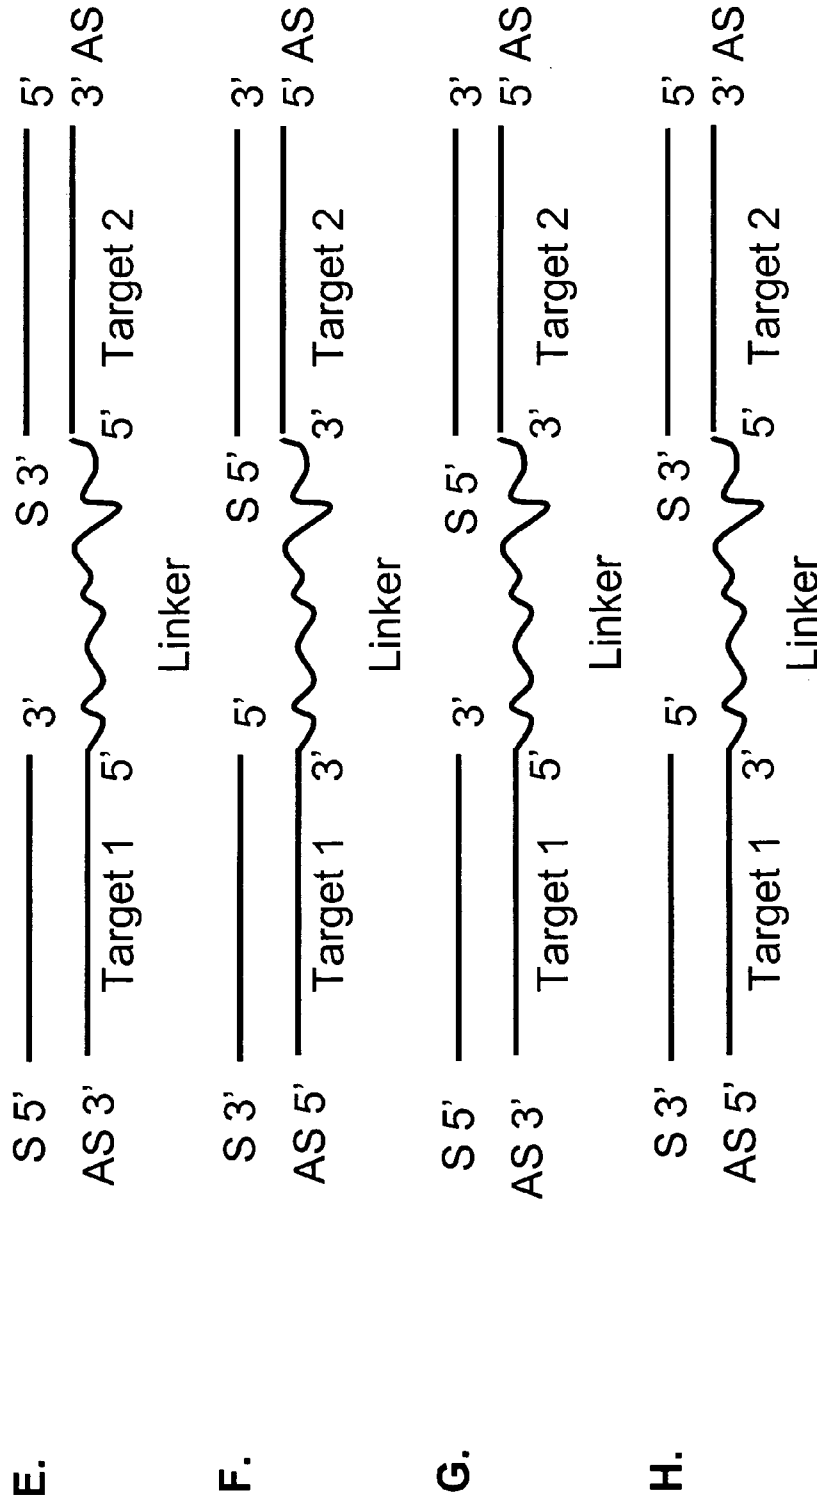 E.
S 5' 3' S 3' 5'
AS 3' 5' 5' 3' AS
Target 1 Linker Target 2
F.
S 3' 5' S 5' 3'
AS 5' 3' 3' 5' AS
Target 1 Linker Target 2
G.
S 5' 3' S 5' 3'
AS 3' 5' 3' 5' AS
Target 1 Linker Target 2
H.
S 3' 5' S 3' 5'
AS 5' 3' 5' 3' AS
Target 1 Linker Target 2